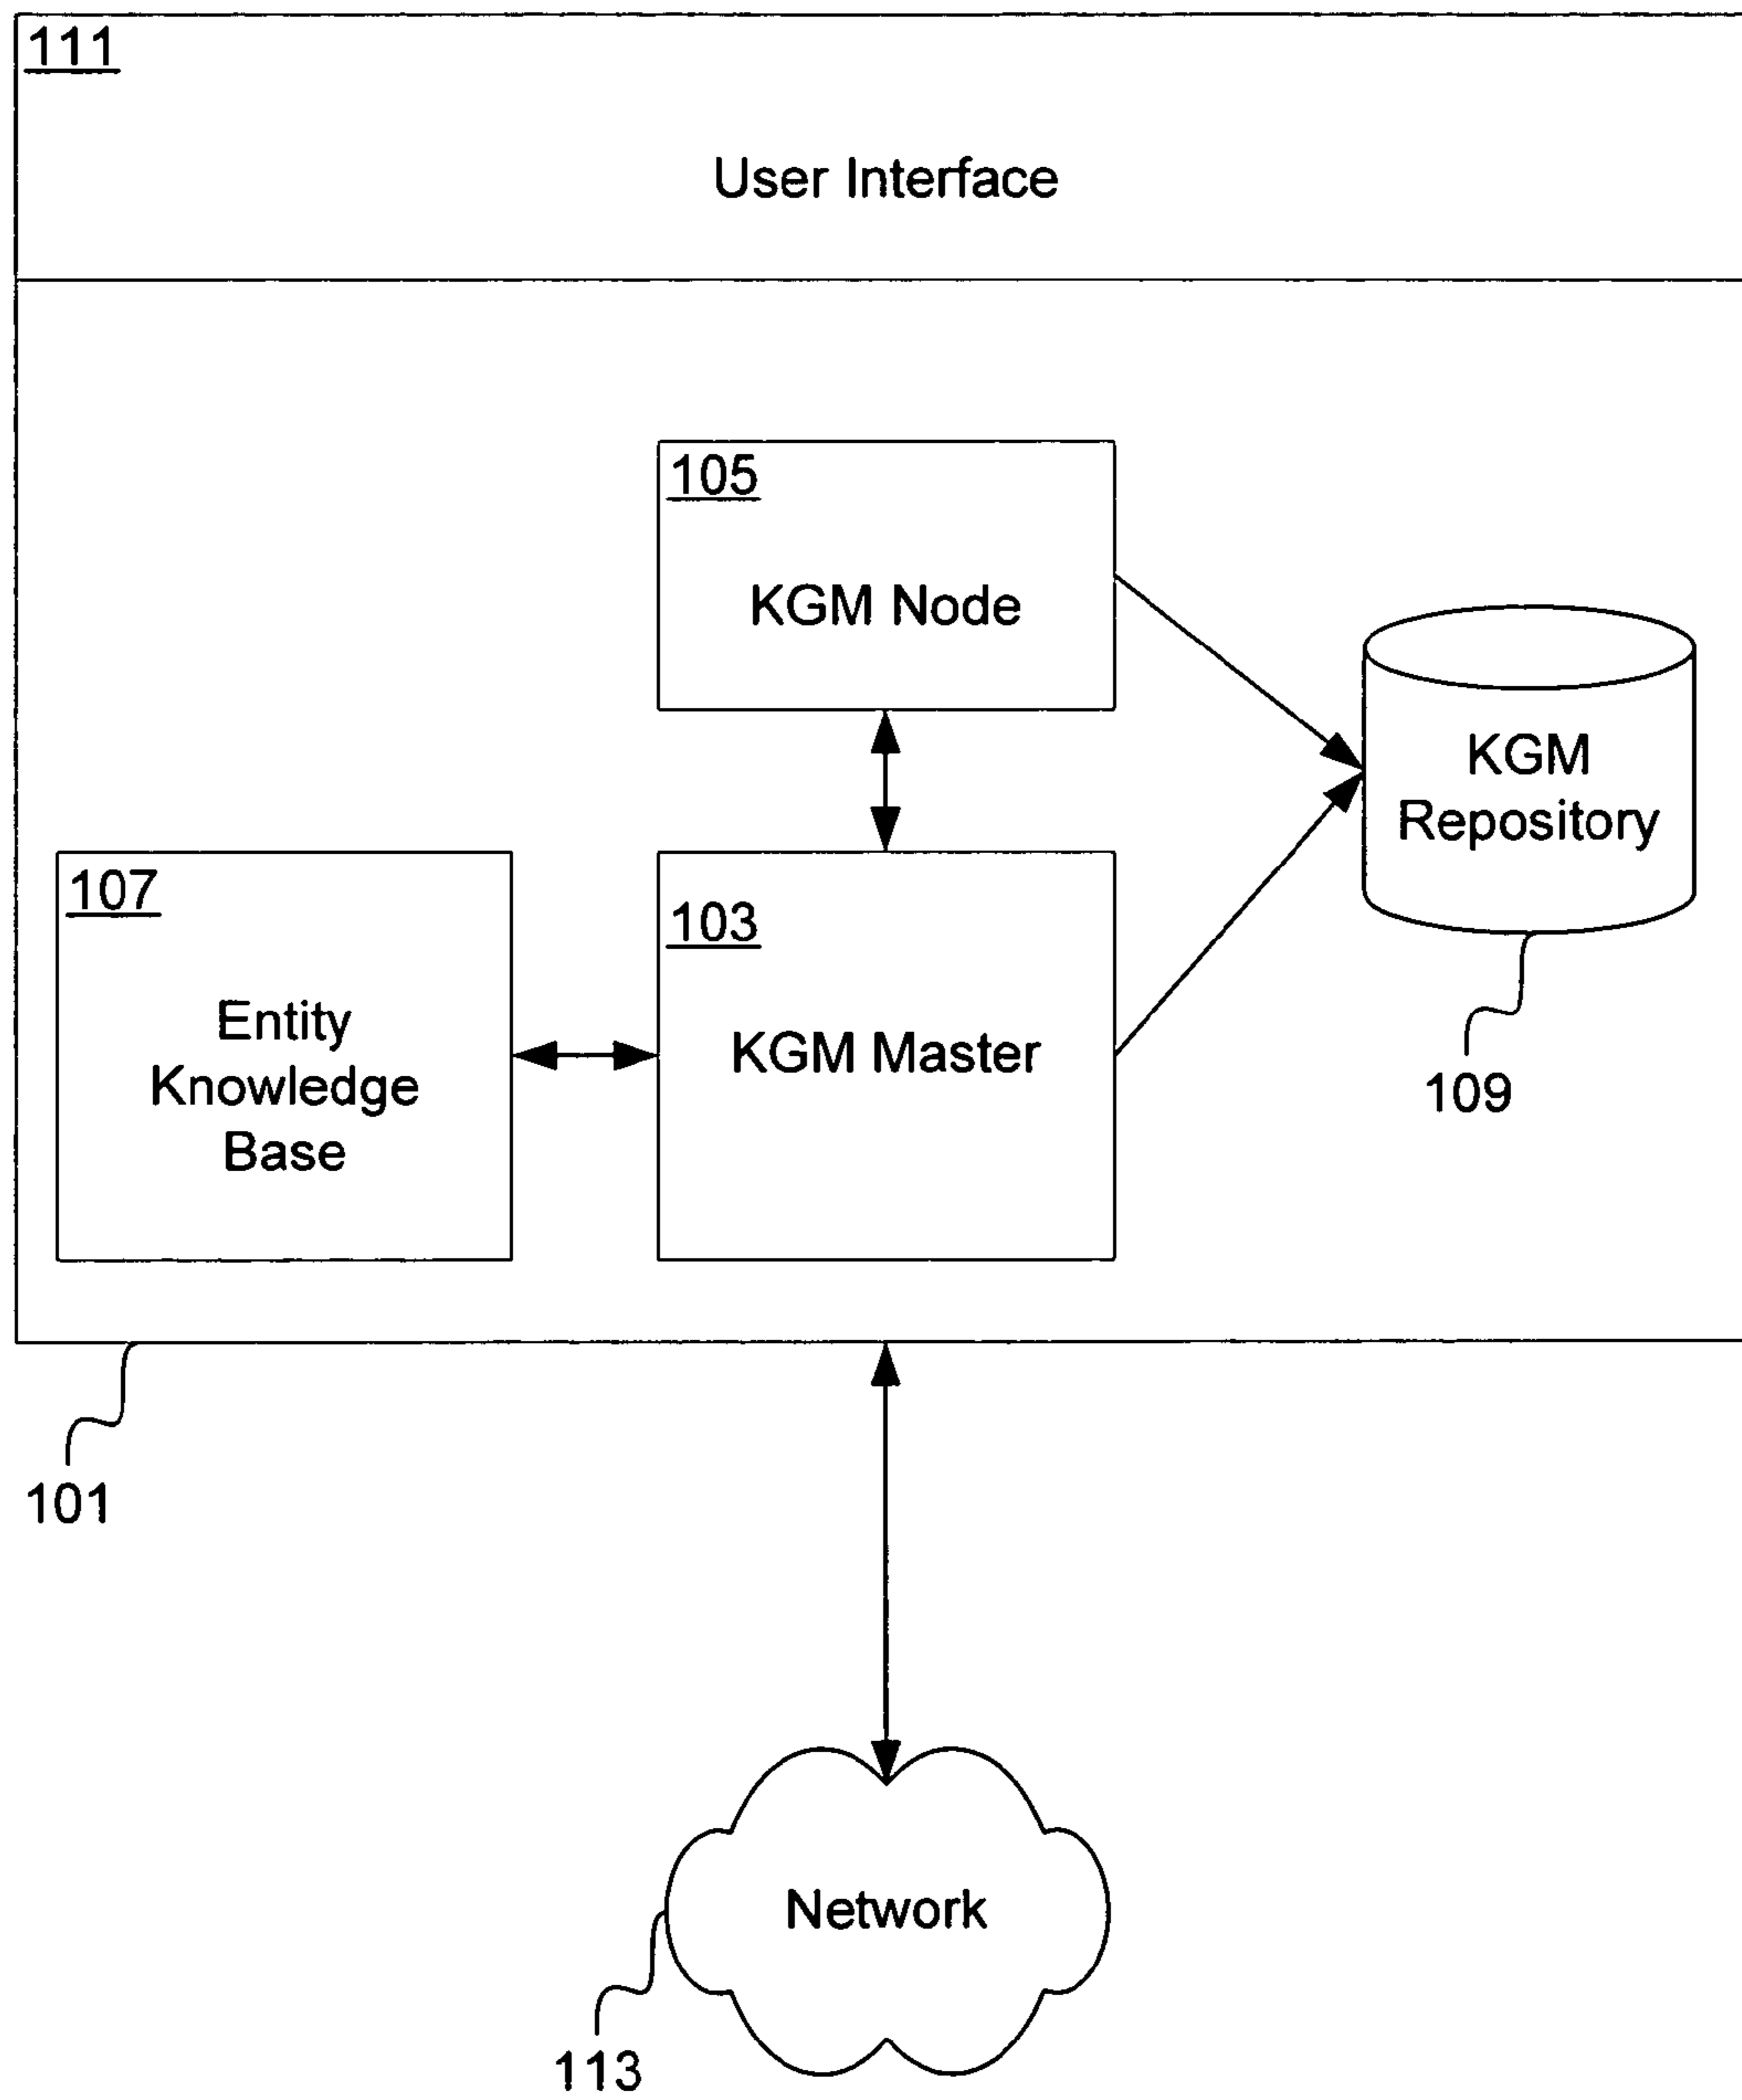 111
User Interface
105
KGM Node
KGM
Repository
109
107
Entity
Knowledge
Base
103
KGM Master
101
Network
113